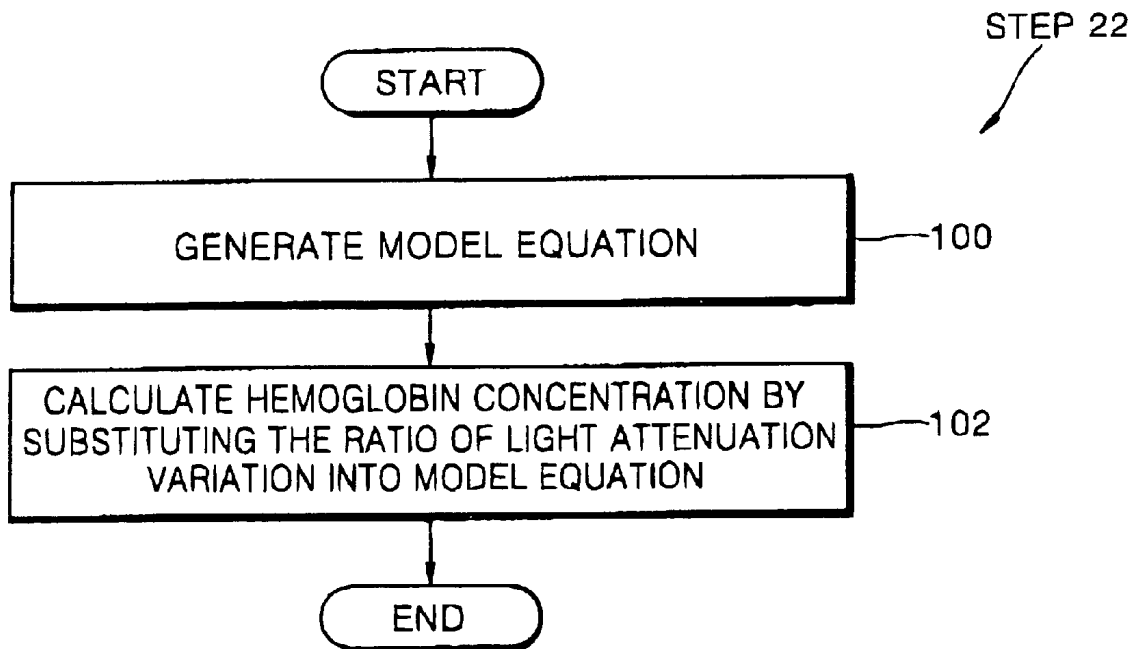 STEP 22
START
GENERATE MODEL EQUATION
100
CALCULATE HEMOGLOBIN CONCENTRATION BY
SUBSTITUTING THE RATIO OF LIGHT ATTENUATION
VARIATION INTO MODEL EQUATION
102
END